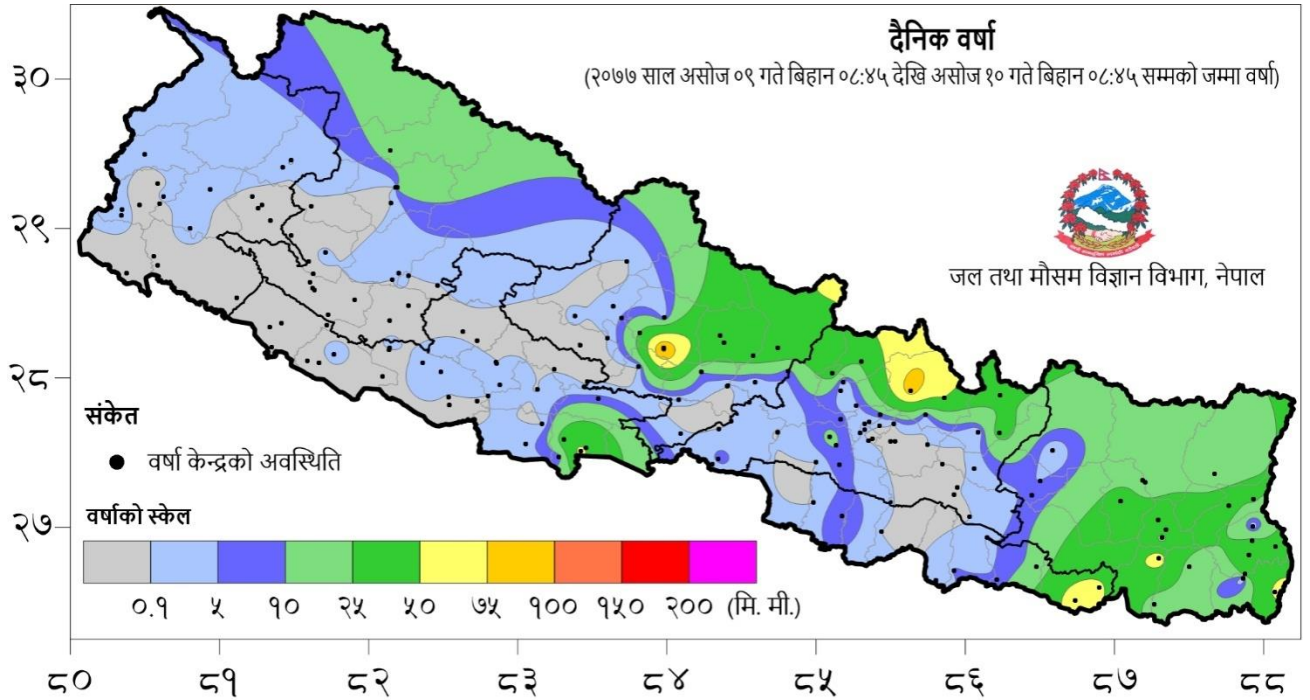 दैनिक वर्षा
(२०७७ साल असोज ०९ गते बिहान ०८:४५ देखि असोज १० गते बिहान ०८:४५ सम्मको जम्मा वर्षा)
जल तथा मौसम विज्ञान विभाग, नेपाल
३०
२९
२८
२७
संकेत
वर्षा केन्द्रको अवस्थिति
वर्षाको स्केल
०.१ ५ १० २५ ५० ७५ १०० १५० २०० (मि. मी.)
८० ८१ ८२ ८३ ८४ ८५ ८६ ८७ ८८